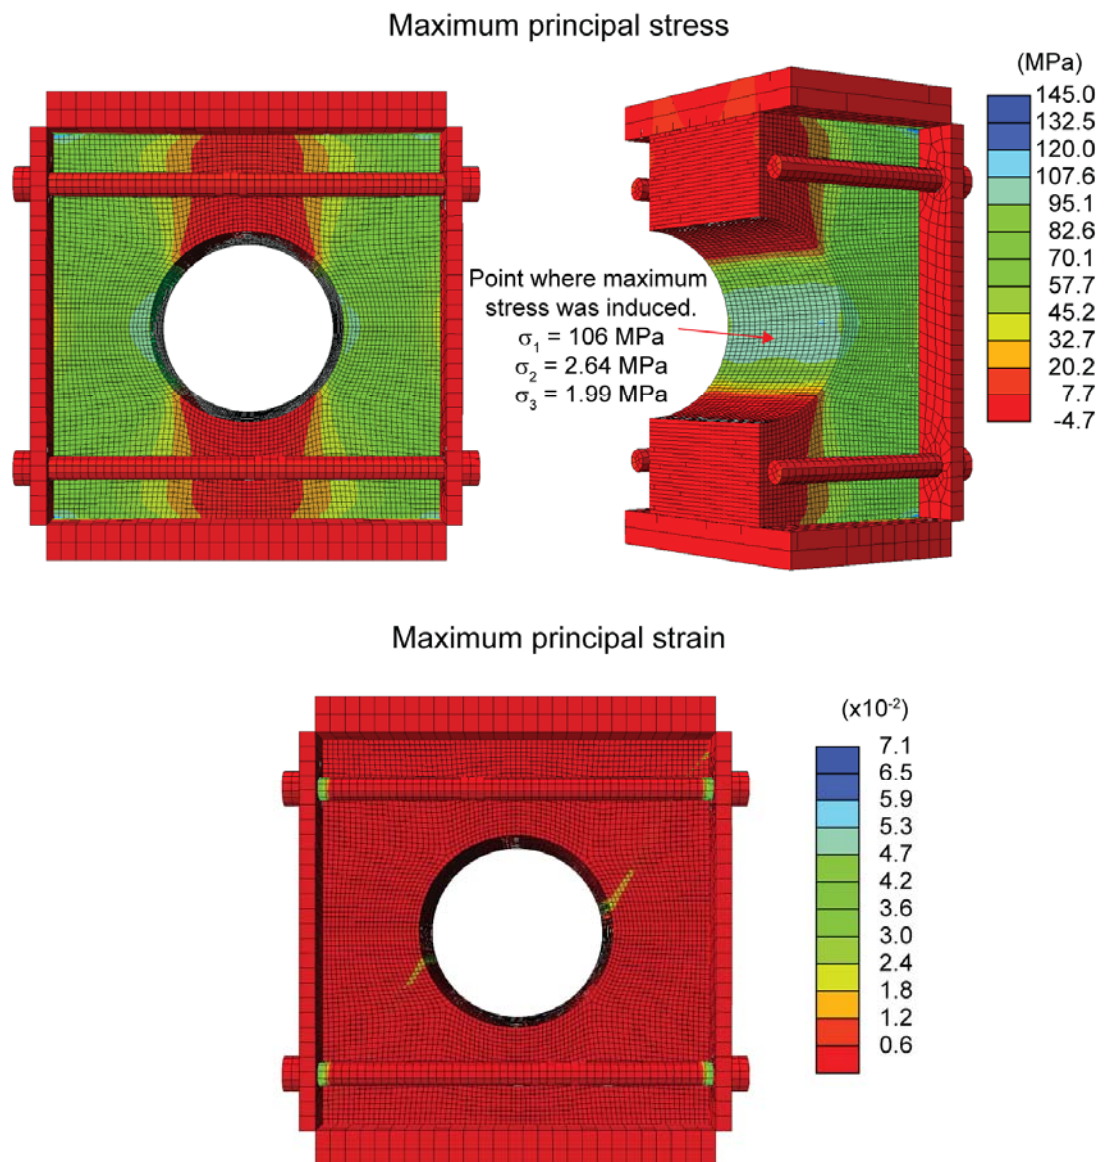 Maximum principal stress
(MPa)
145.0
132.5
120.0
107.6
95.1
82.6
70.1
57.7
45.2
32.7
20.2
7.7
-4.7
Point where maximum
stress was induced.
σ1 = 106 MPa
σ2 = 2.64 MPa
σ3 = 1.99 MPa
Maximum principal strain
(x10-2)
7.1
6.5
5.9
5.3
4.7
4.2
3.6
3.0
2.4
1.8
1.2
0.6